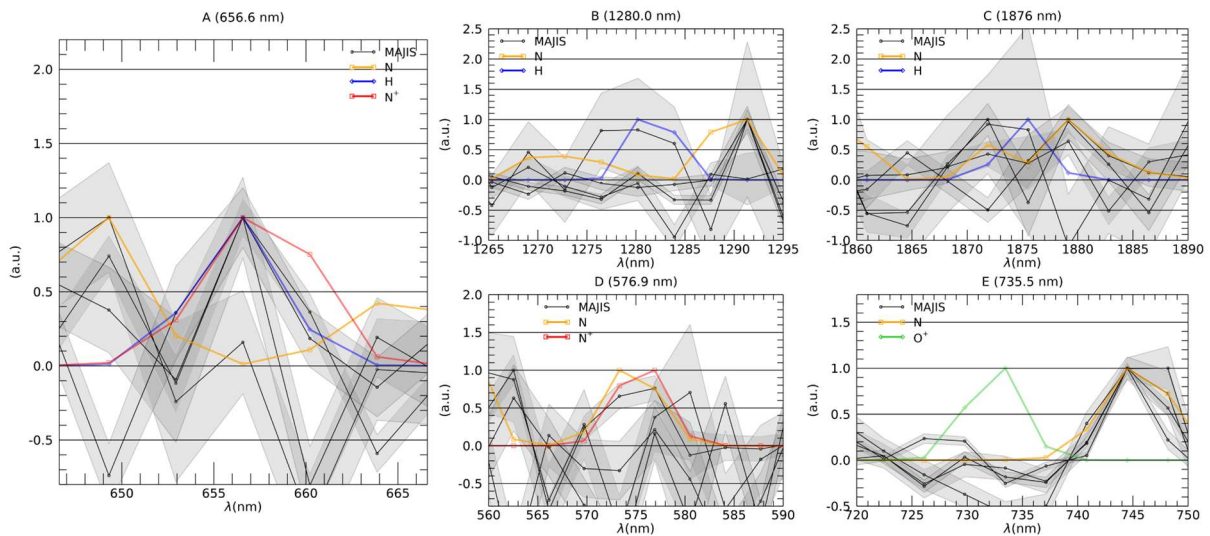 A (656.6 nm)
MAJIS
N
H
N⁺
2.0
1.5
1.0
0.5
0.0
-0.5
(a.u.)
650 655 660 665
λ(nm)
B (1280.0 nm)
MAJIS
N
H
2.5
2.0
1.5
1.0
0.5
0.0
-0.5
-1.0
(a.u.)
1265 1270 1275 1280 1285 1290 1295
λ(nm)
C (1876 nm)
MAJIS
N
H
2.5
2.0
1.5
1.0
0.5
0.0
-0.5
-1.0
(a.u.)
1860 1865 1870 1875 1880 1885 1890
λ(nm)
D (576.9 nm)
MAJIS
N
N⁺
2.0
1.5
1.0
0.5
0.0
-0.5
(a.u.)
560 565 570 575 580 585 590
λ(nm)
E (735.5 nm)
MAJIS
N
O⁺
1.5
1.0
0.5
0.0
-0.5
(a.u.)
720 725 730 735 740 745 750
λ(nm)